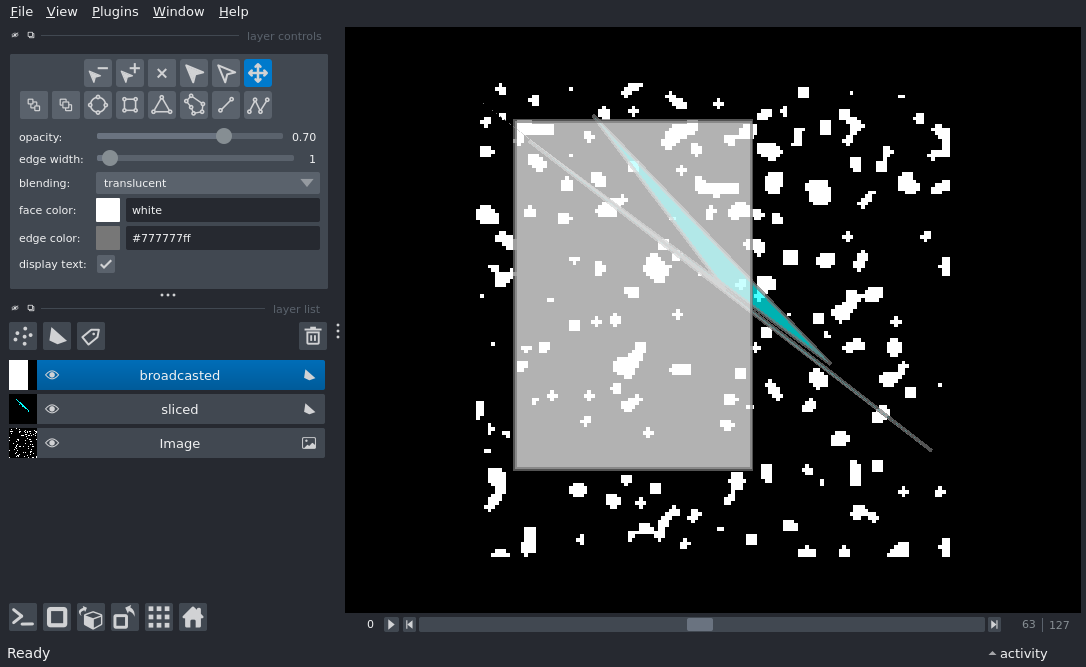 File View Plugins Window Help
layer controls
opacity: 0.70
edge width: 1
blending: translucent
face color: white
edge color: #777777ff
display text:
layer list
broadcasted
sliced
Image
0 63 127
Ready activity